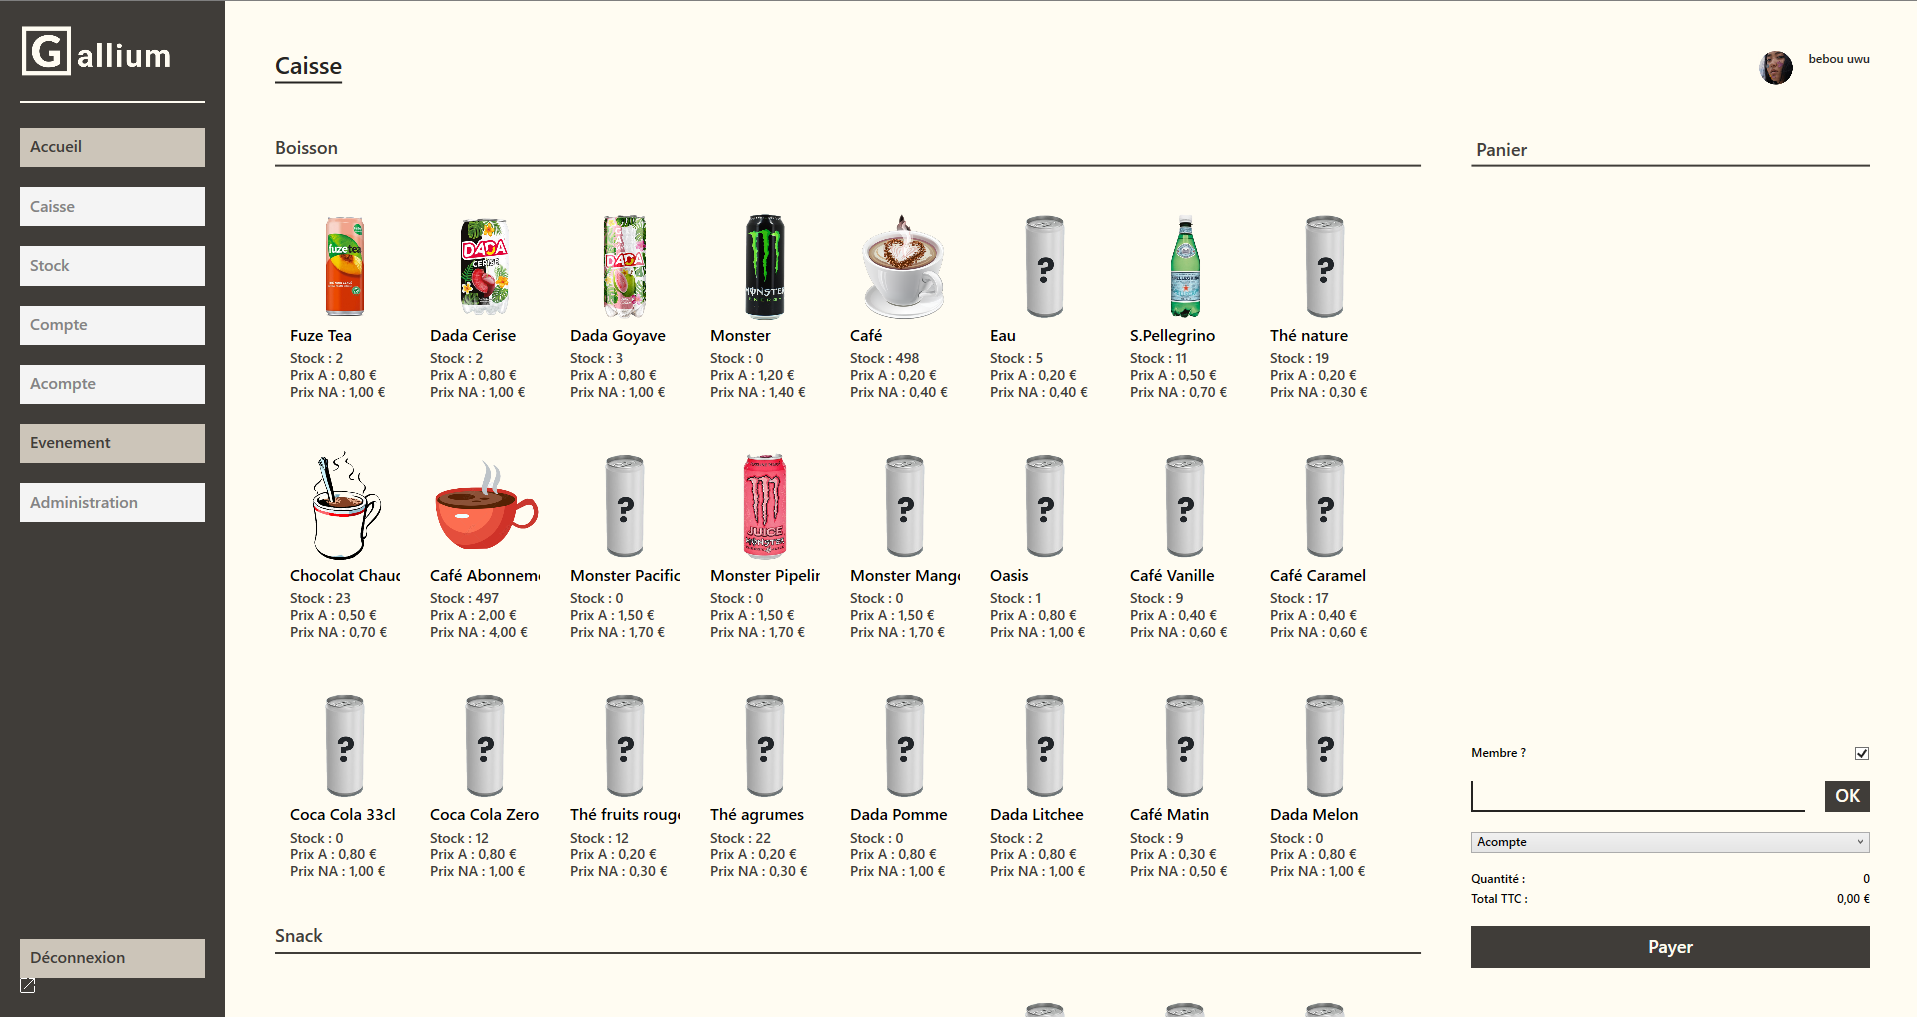 Gallium
Accueil
Caisse
Stock
Compte
Acompte
Evenement
Administration
Déconnexion
Caisse
bebou uwu
Boisson
fuze tea
DADA
CERISE
DADA
MONSTER
ENERGY
S.PELLEGRINO
Fuze Tea
Dada Cerise
Dada Goyave
Monster
Café
Eau
S.Pellegrino
Thé nature
Stock : 2
Stock : 2
Stock : 3
Stock : 0
Stock : 498
Stock : 5
Stock : 11
Stock : 19
Prix A : 0,80 €
Prix A : 0,80 €
Prix A : 0,80 €
Prix A : 1,20 €
Prix A : 0,20 €
Prix A : 0,20 €
Prix A : 0,50 €
Prix A : 0,20 €
Prix NA : 1,00 €
Prix NA : 1,00 €
Prix NA : 1,00 €
Prix NA : 1,40 €
Prix NA : 0,40 €
Prix NA : 0,40 €
Prix NA : 0,70 €
Prix NA : 0,30 €
?
?
?
JUICE
MONSTER
?
?
?
?
Chocolat Chauc
Café Abonnem
Monster Pacific
Monster Pipelin
Monster Mango
Oasis
Café Vanille
Café Caramel
Stock : 23
Stock : 497
Stock : 0
Stock : 0
Stock : 0
Stock : 1
Stock : 9
Stock : 17
Prix A : 0,50 €
Prix A : 2,00 €
Prix A : 1,50 €
Prix A : 1,50 €
Prix A : 1,50 €
Prix A : 0,80 €
Prix A : 0,40 €
Prix A : 0,40 €
Prix NA : 0,70 €
Prix NA : 4,00 €
Prix NA : 1,70 €
Prix NA : 1,70 €
Prix NA : 1,70 €
Prix NA : 1,00 €
Prix NA : 0,60 €
Prix NA : 0,60 €
?
?
?
?
?
?
?
?
Coca Cola 33cl
Coca Cola Zero
Thé fruits rouge
Thé agrumes
Dada Pomme
Dada Litchee
Café Matin
Dada Melon
Stock : 0
Stock : 12
Stock : 12
Stock : 22
Stock : 0
Stock : 2
Stock : 9
Stock : 0
Prix A : 0,80 €
Prix A : 0,80 €
Prix A : 0,20 €
Prix A : 0,20 €
Prix A : 0,80 €
Prix A : 0,80 €
Prix A : 0,30 €
Prix A : 0,80 €
Prix NA : 1,00 €
Prix NA : 1,00 €
Prix NA : 0,30 €
Prix NA : 0,30 €
Prix NA : 1,00 €
Prix NA : 1,00 €
Prix NA : 0,50 €
Prix NA : 1,00 €
Snack
Panier
Membre ?
OK
Acompte
Quantité : 0
Total TTC : 0,00 €
Payer